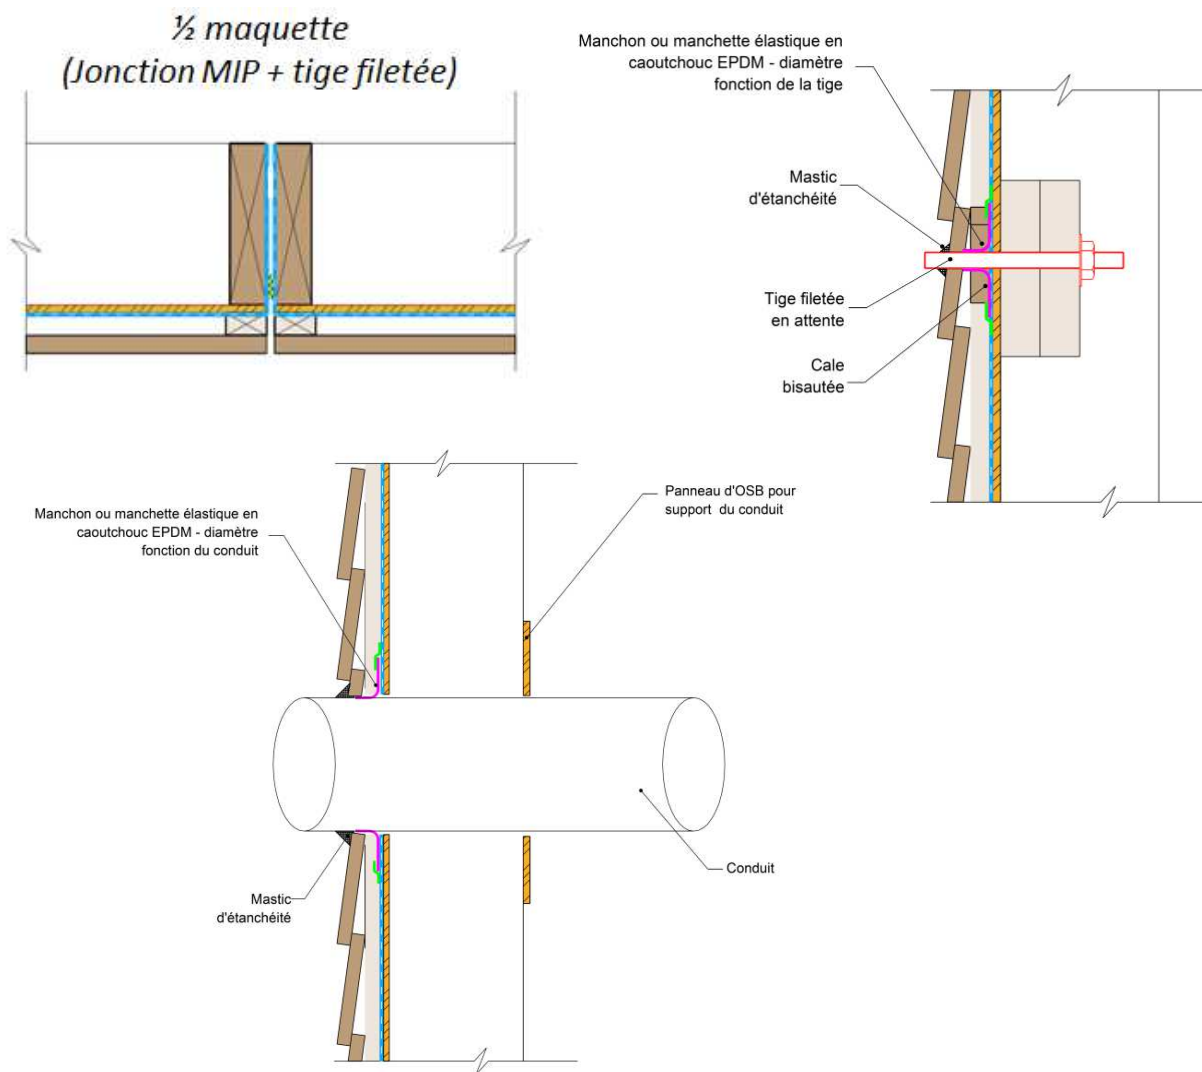 ½ maquette
(Jonction MIP + tige filetée)
Manchon ou manchette élastique en
caoutchouc EPDM - diamètre
fonction de la tige
Mastic
d'étanchéité
Tige filetée
en attente
Cale
bisautée
Manchon ou manchette élastique en
caoutchouc EPDM - diamètre
fonction du conduit
Panneau d'OSB pour
support du conduit
Mastic
d'étanchéité
Conduit